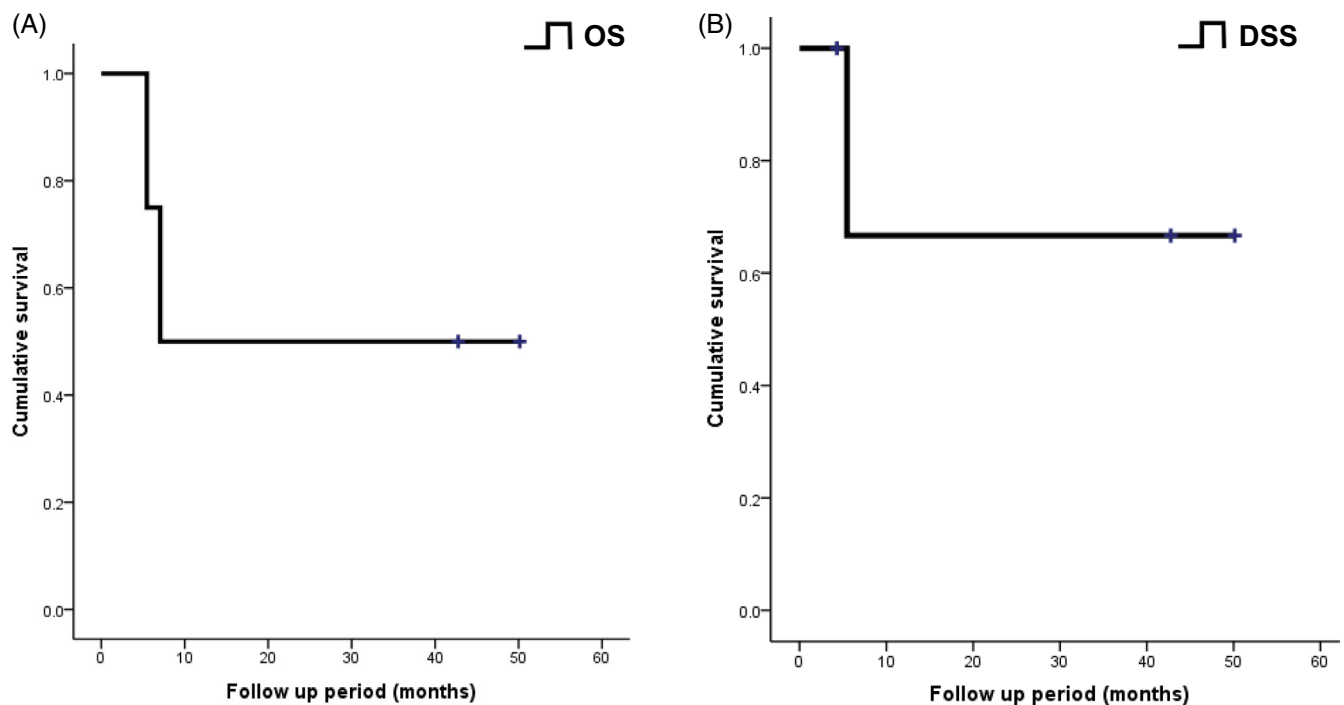 (A)
OS
1.0
0.8
0.6
0.4
0.2
0.0
Cumulative survival
0 10 20 30 40 50 60
Follow up period (months)
(B)
DSS
1.0
0.8
0.6
0.4
0.2
0.0
Cumulative survival
0 10 20 30 40 50 60
Follow up period (months)